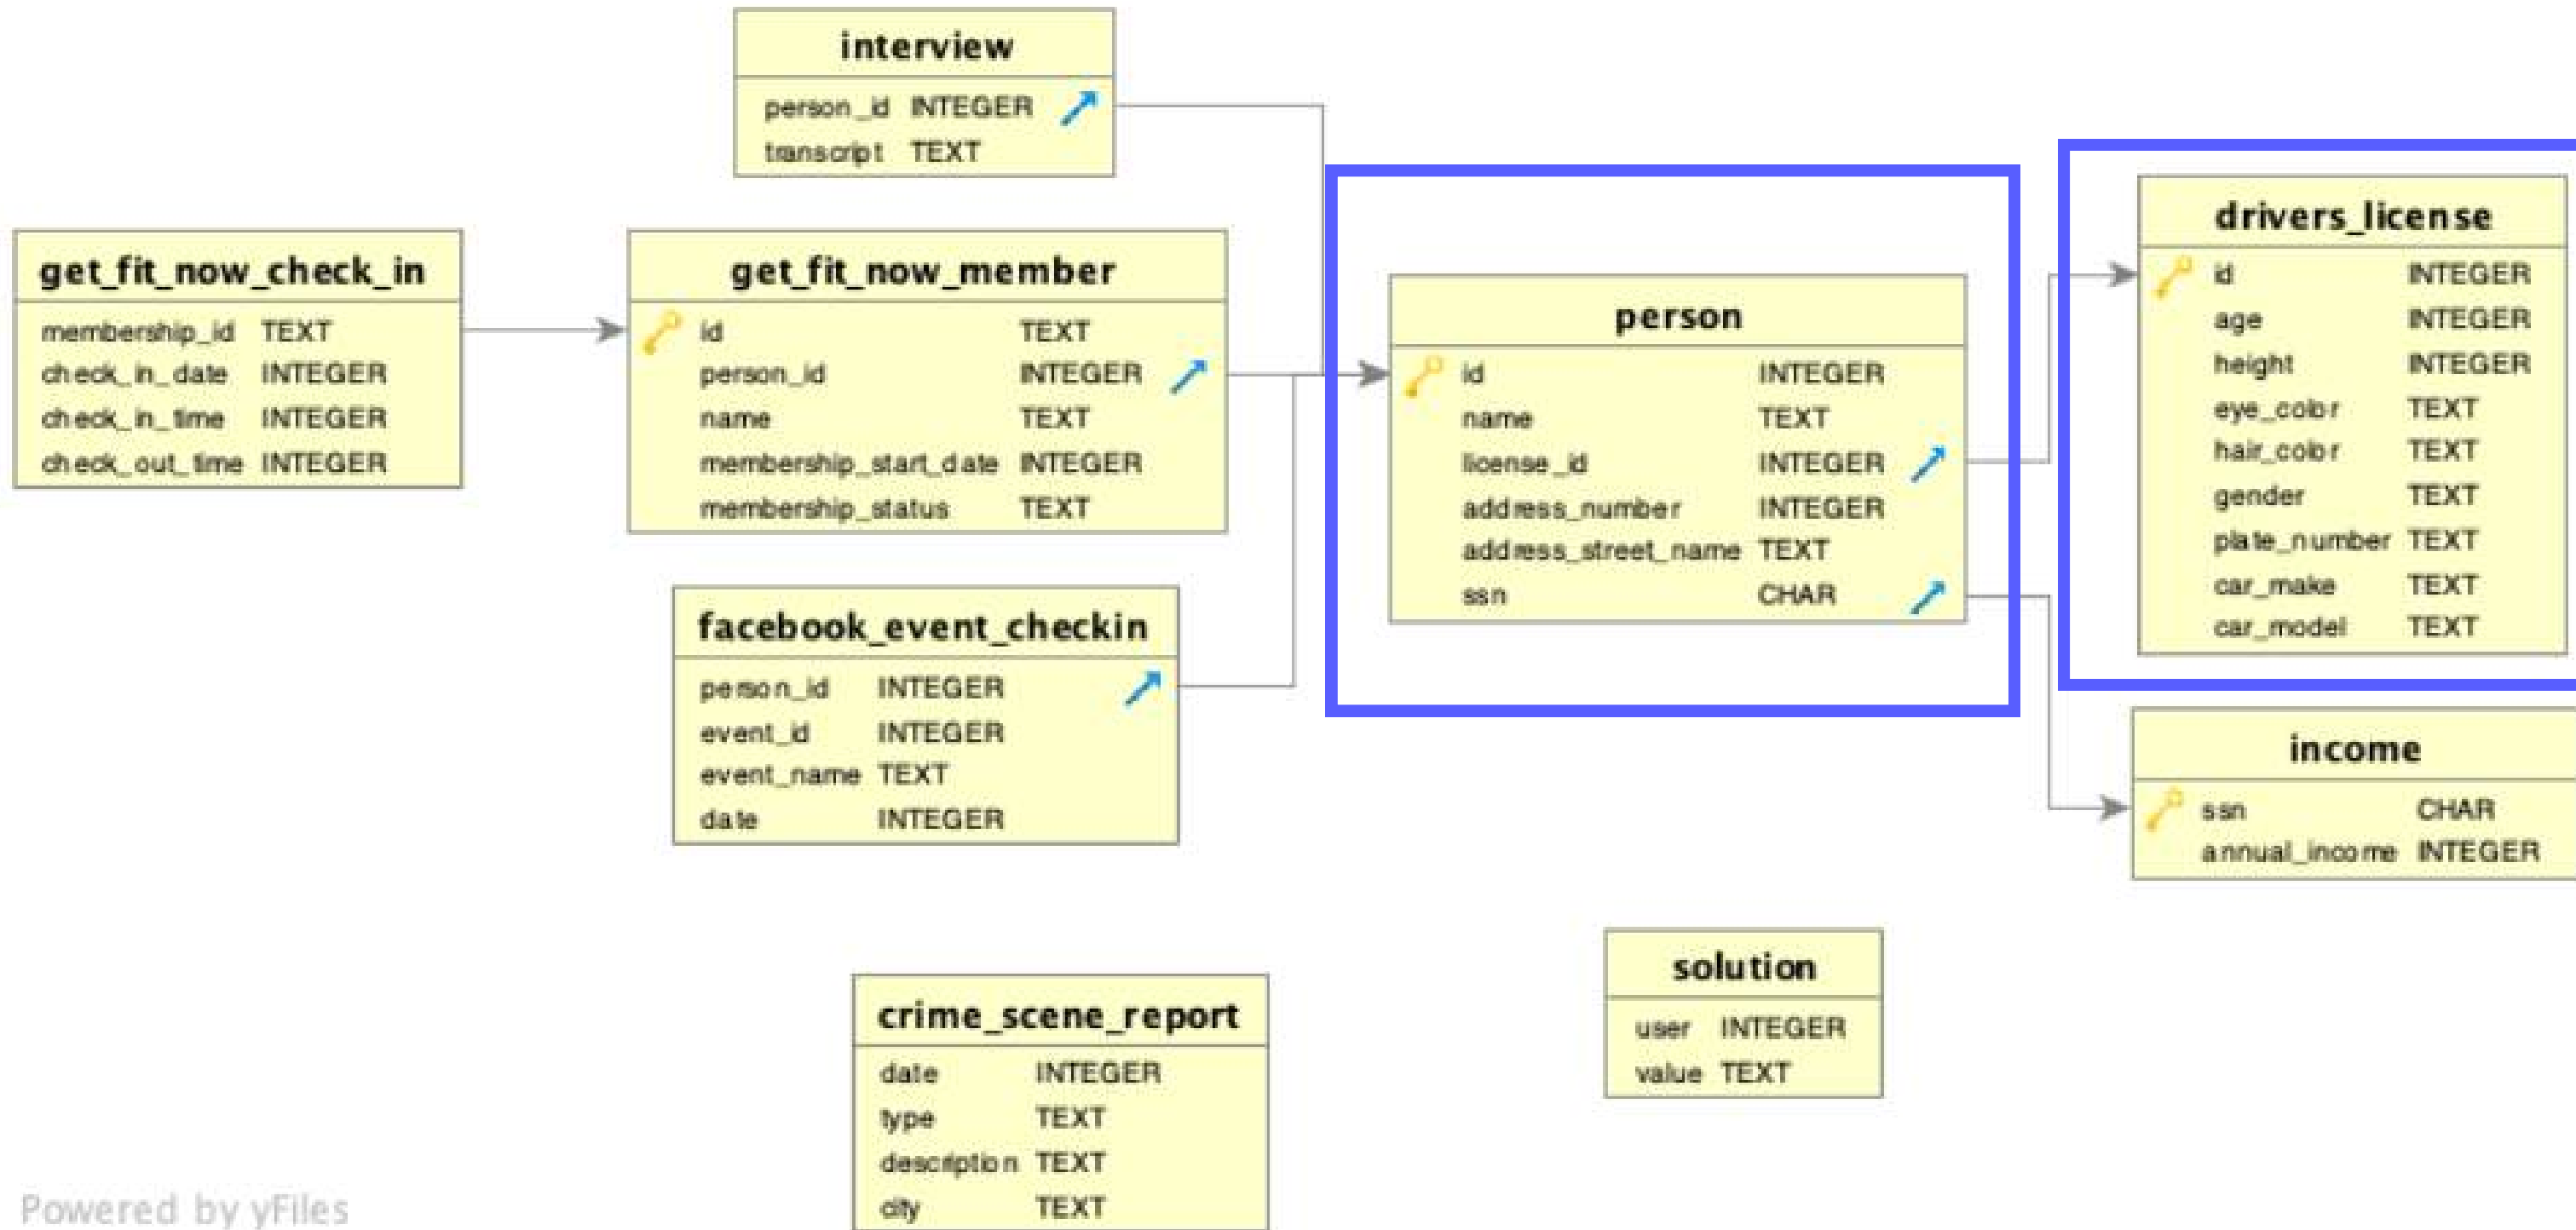 interview
person_id INTEGER
transcript TEXT
get_fit_now_check_in
membership_id TEXT
check_in_date INTEGER
check_in_time INTEGER
check_out_time INTEGER
get_fit_now_member
id TEXT
person_id INTEGER
name TEXT
membership_start_date INTEGER
membership_status TEXT
facebook_event_checkin
person_id INTEGER
event_id INTEGER
event_name TEXT
date INTEGER
person
id INTEGER
name TEXT
license_id INTEGER
address_number INTEGER
address_street_name TEXT
ssn CHAR
drivers_license
id INTEGER
age INTEGER
height INTEGER
eye_color TEXT
hair_color TEXT
gender TEXT
plate_number TEXT
car_make TEXT
car_model TEXT
income
ssn CHAR
annual_income INTEGER
solution
user INTEGER
value TEXT
crime_scene_report
date INTEGER
type TEXT
description TEXT
city TEXT
Powered by yFiles